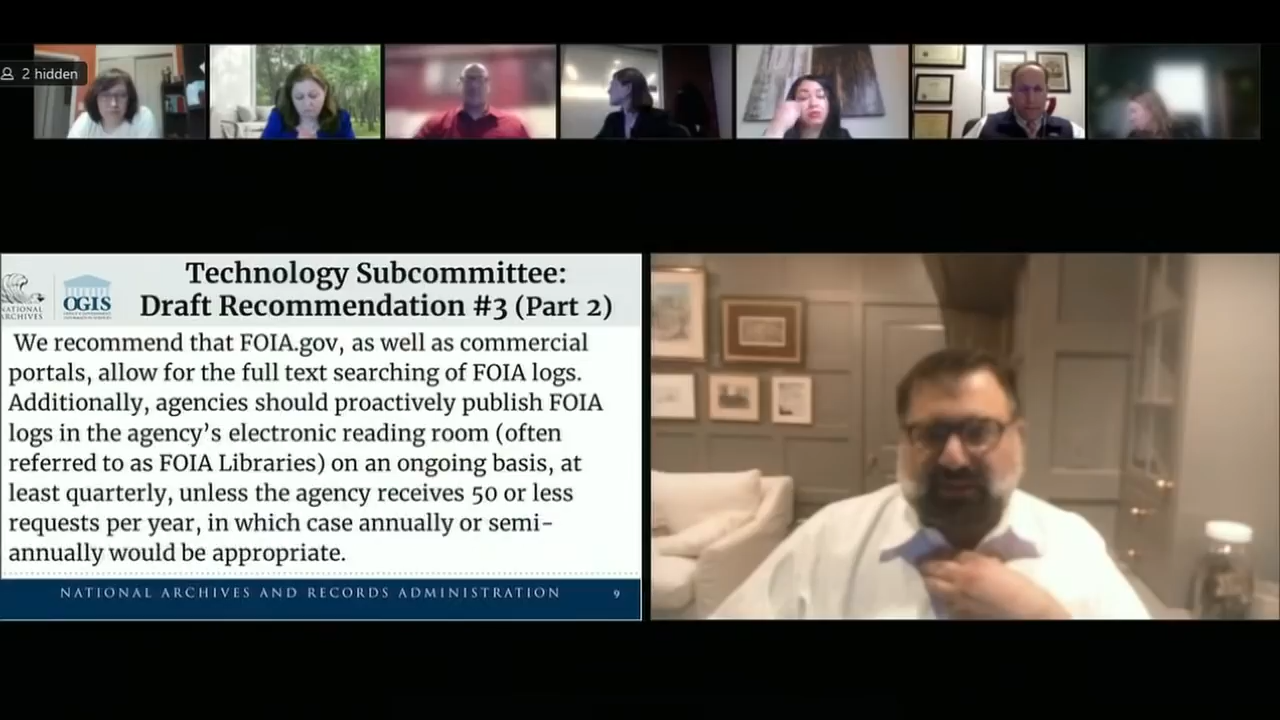 2 hidden
NATIONAL
ARCHIVES
OGIS
Technology Subcommittee:
Draft Recommendation #3 (Part 2)
We recommend that FOIA.gov, as well as commercial
portals, allow for the full text searching of FOIA logs.
Additionally, agencies should proactively publish FOIA
logs in the agency’s electronic reading room (often
referred to as FOIA Libraries) on an ongoing basis, at
least quarterly, unless the agency receives 50 or less
requests per year, in which case annually or semi-
annually would be appropriate.
NATIONAL ARCHIVES AND RECORDS ADMINISTRATION
9